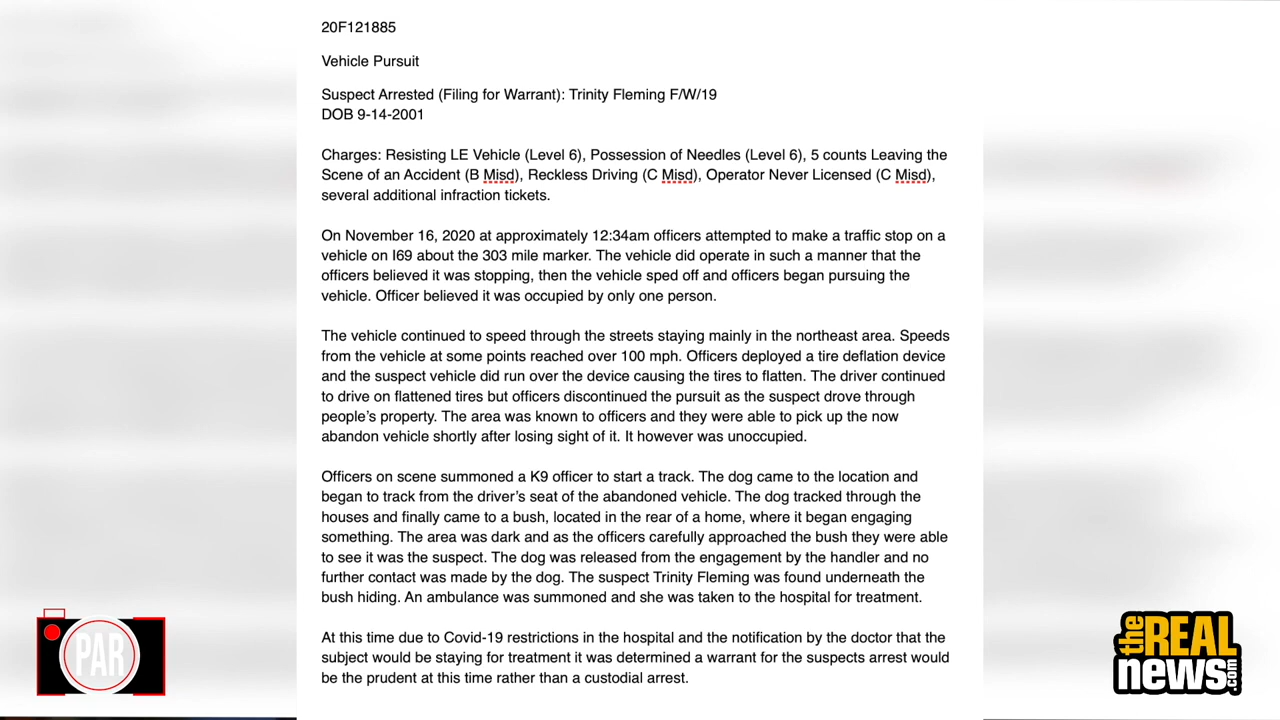 20F121885
Vehicle Pursuit
Suspect Arrested (Filing for Warrant): Trinity Fleming F/W/19
DOB 9-14-2001
Charges: Resisting LE Vehicle (Level 6), Possession of Needles (Level 6), 5 counts Leaving the
Scene of an Accident (B Misd), Reckless Driving (C Misd), Operator Never Licensed (C Misd),
several additional infraction tickets.
On November 16, 2020 at approximately 12:34am officers attempted to make a traffic stop on a
vehicle on I69 about the 303 mile marker. The vehicle did operate in such a manner that the
officers believed it was stopping, then the vehicle sped off and officers began pursuing the
vehicle. Officer believed it was occupied by only one person.
The vehicle continued to speed through the streets staying mainly in the northeast area. Speeds
from the vehicle at some points reached over 100 mph. Officers deployed a tire deflation device
and the suspect vehicle did run over the device causing the tires to flatten. The driver continued
to drive on flattened tires but officers discontinued the pursuit as the suspect drove through
people's property. The area was known to officers and they were able to pick up the now
abandon vehicle shortly after losing sight of it. It however was unoccupied.
Officers on scene summoned a K9 officer to start a track. The dog came to the location and
began to track from the driver's seat of the abandoned vehicle. The dog tracked through the
houses and finally came to a bush, located in the rear of a home, where it began engaging
something. The area was dark and as the officers carefully approached the bush they were able
to see it was the suspect. The dog was released from the engagement by the handler and no
further contact was made by the dog. The suspect Trinity Fleming was found underneath the
bush hiding. An ambulance was summoned and she was taken to the hospital for treatment.
At this time due to Covid-19 restrictions in the hospital and the notification by the doctor that the
subject would be staying for treatment it was determined a warrant for the suspects arrest would
be the prudent at this time rather than a custodial arrest.
PAR
the REAL
news.com